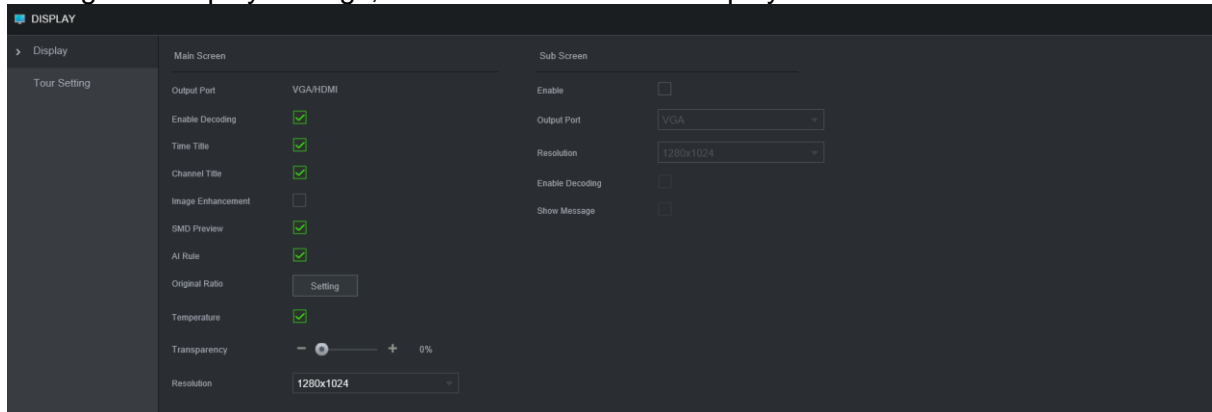 DISPLAY
Display
Tour Setting
Main Screen
Output Port VGA/HDMI
Enable Decoding
Time Title
Channel Title
Image Enhancement
SMD Preview
AI Rule
Original Ratio Setting
Temperature
Transparency − + 0%
Resolution 1280x1024
Sub Screen
Enable
Output Port VGA
Resolution 1280x1024
Enable Decoding
Show Message